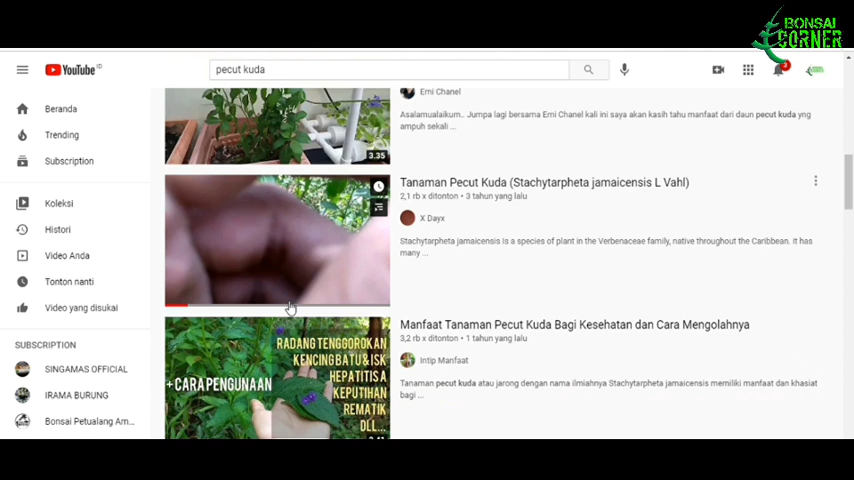 BONSAI
CORNER
YouTube
ID
pecut kuda
3
Beranda
Trending
Subscription
Koleksi
Histori
Video Anda
Tonton nanti
Video yang disukai
SUBSCRIPTION
SINGAMAS OFFICIAL
IRAMA BURUNG
Bonsai Petualang Am...
3.35
Erni Chanel
Asalamualaikum.. Jumpa lagi bersama Erni Chanel kali ini saya akan kasih tahu manfaat dari daun pecut kuda yng
ampuh sekali ...
Tanaman Pecut Kuda (Stachytarpheta jamaicensis L Vahl)
2,1 rb x ditonton • 3 tahun yang lalu
X Dayx
Stachytarpheta jamaicensis Is a species of plant in the Verbenaceae family, native throughout the Caribbean. It has
many ...
+ CARA PENGUNAAN
RADANG TENGGOROKAN
KENCING BATU & ISK
HEPATITIS A
KEPUTIHAN
REMATIK
DLL...
Manfaat Tanaman Pecut Kuda Bagi Kesehatan dan Cara Mengolahnya
3,2 rb x ditonton • 1 tahun yang lalu
Intip Manfaat
Tanaman pecut kuda atau jarong dengan nama ilmiahnya Stachytarpheta jamaicensis memiliki manfaat dan khasiat
bagi ...